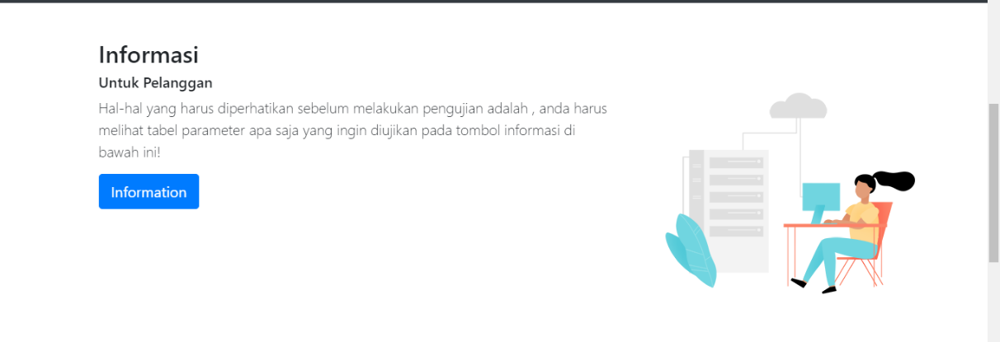 Informasi
Untuk Pelanggan
Hal-hal yang harus diperhatikan sebelum melakukan pengujian adalah , anda harus
melihat tabel parameter apa saja yang ingin diujikan pada tombol informasi di
bawah ini!
Information